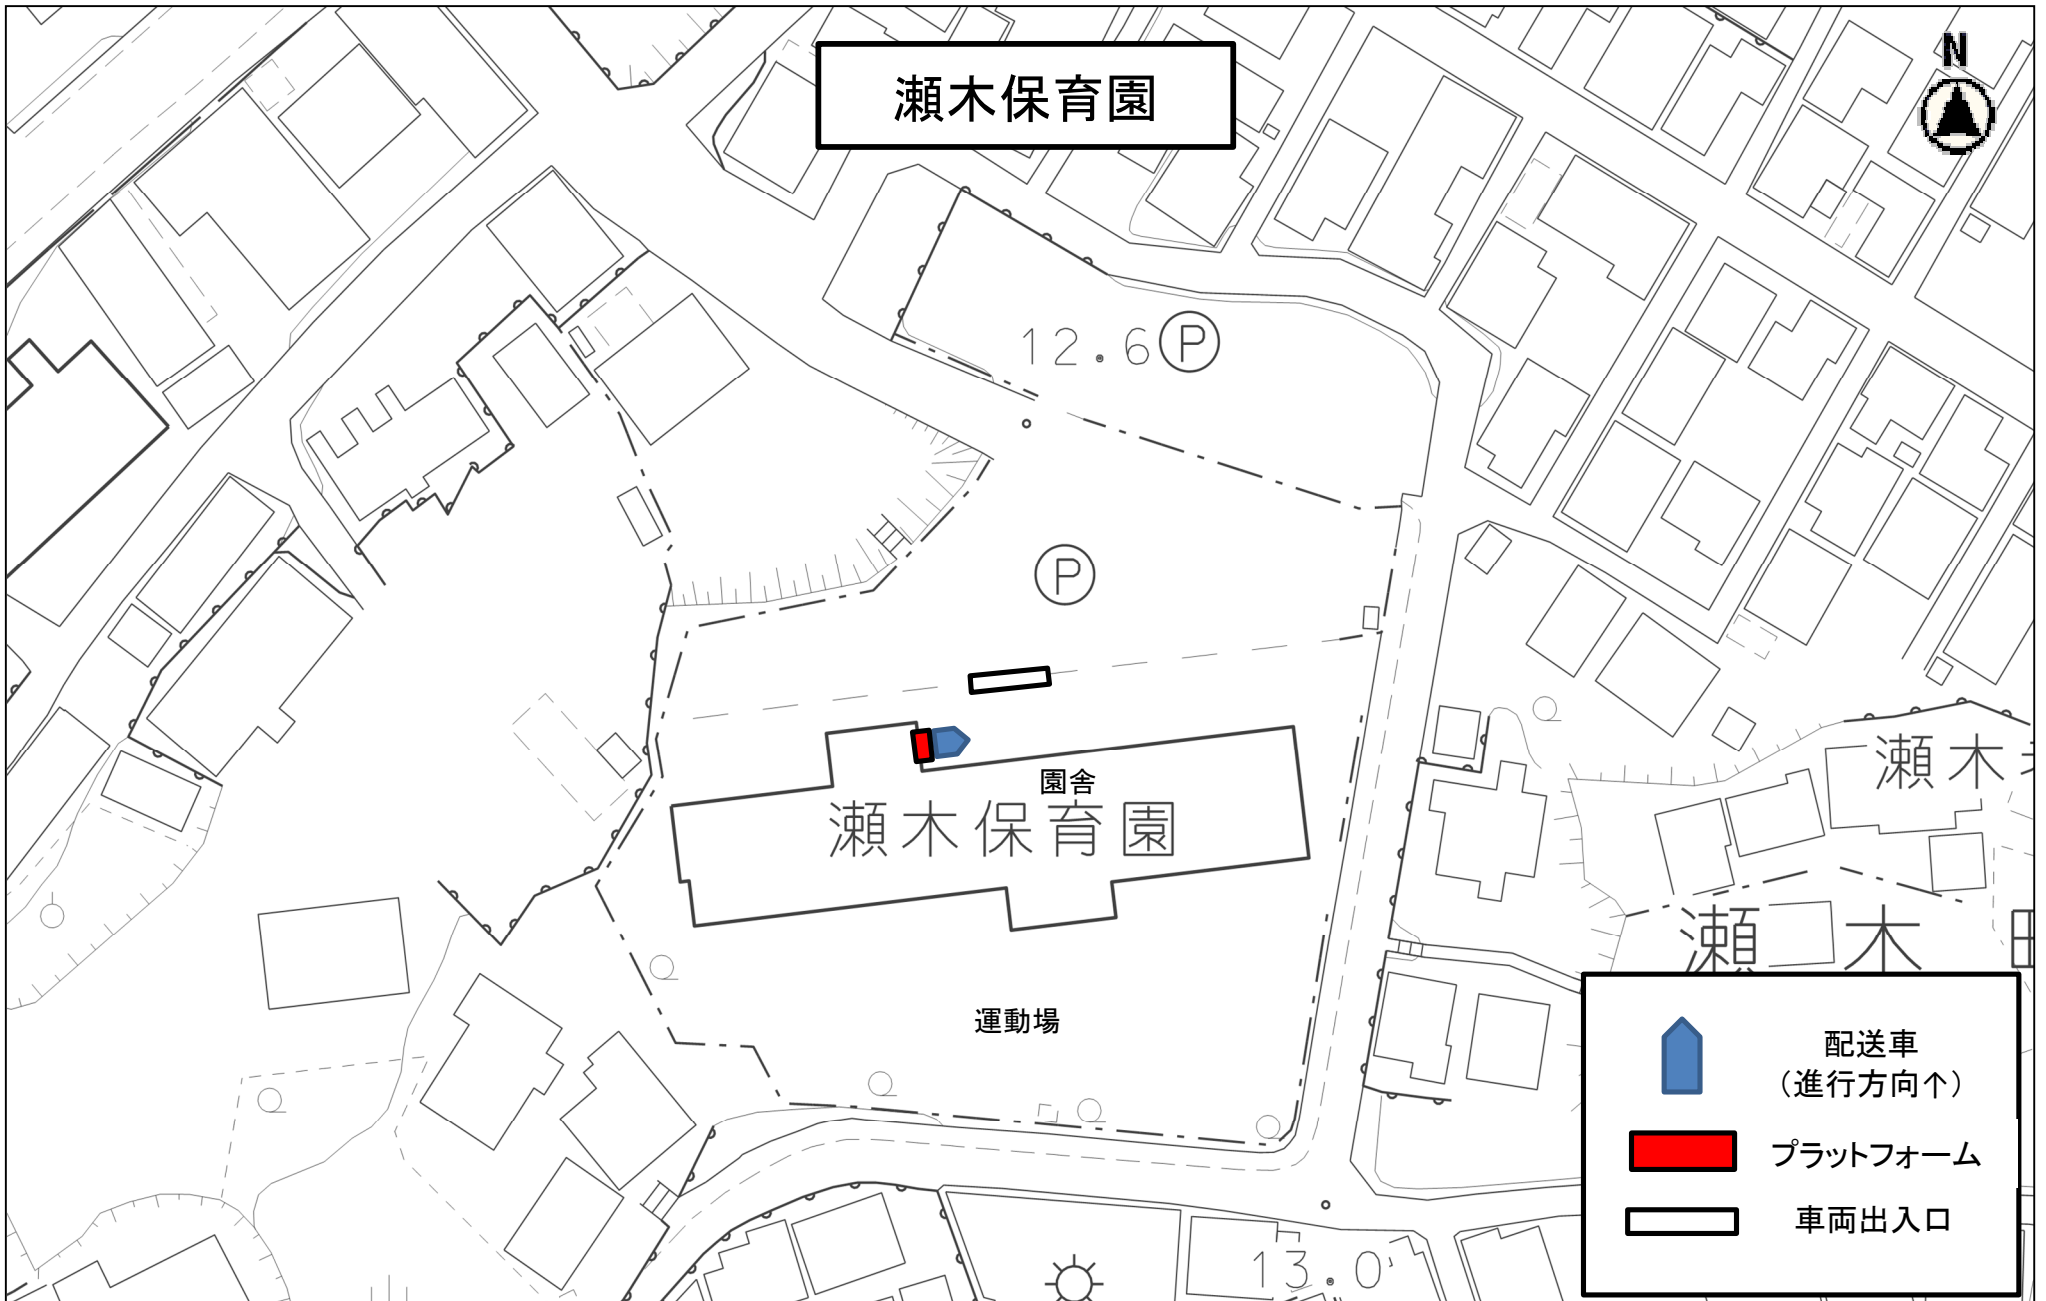 瀬木保育園
N
12.6 P
P
園舎
瀬木保育園
運動場
瀬木
瀬木
配送車
（進行方向↑）
プラットフォーム
車両出入口
13.0